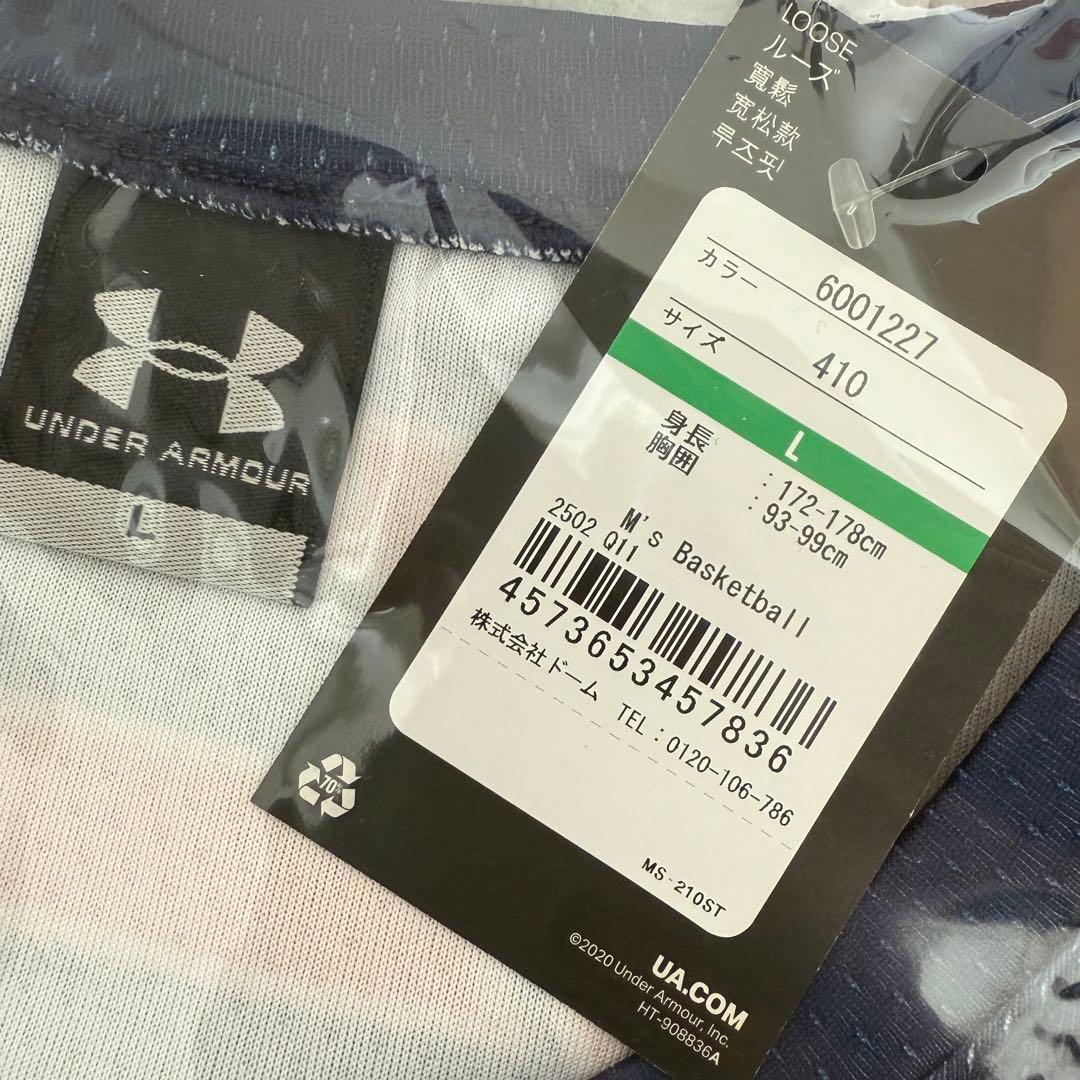 LOOSE
ルーズ
寬鬆
宽松款
루즈핏
6001227
カラー 410
サイズ L
身長 : 172-178cm
胸囲 : 93-99cm
M's Basketball
2502 Q11
4573653457836
株式会社ドーム TEL:0120-106-786
MS-210ST
70%
UA.COM
©2020 Under Armour, Inc.
HT-908836A
UNDER ARMOUR
L